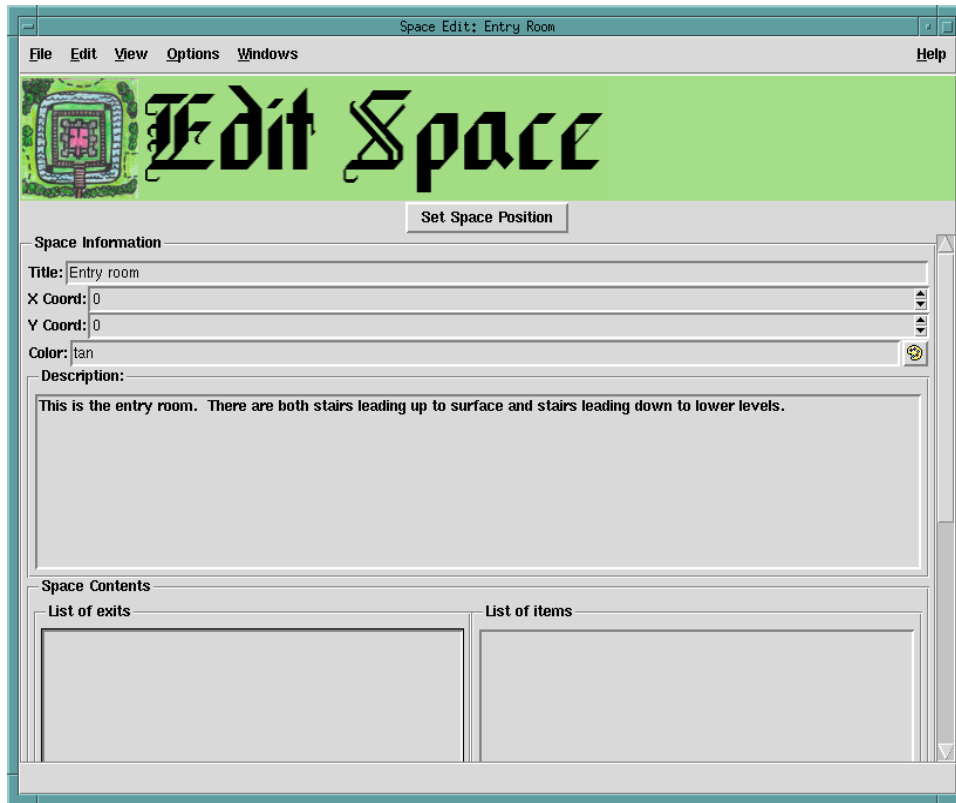 Space Edit: Entry Room
File Edit View Options Windows Help
Edit Space
Set Space Position
Space Information
Title: Entry room
X Coord: 0
Y Coord: 0
Color: tan
Description:
This is the entry room.  There are both stairs leading up to surface and stairs leading down to lower levels.
Space Contents
List of exits
List of items